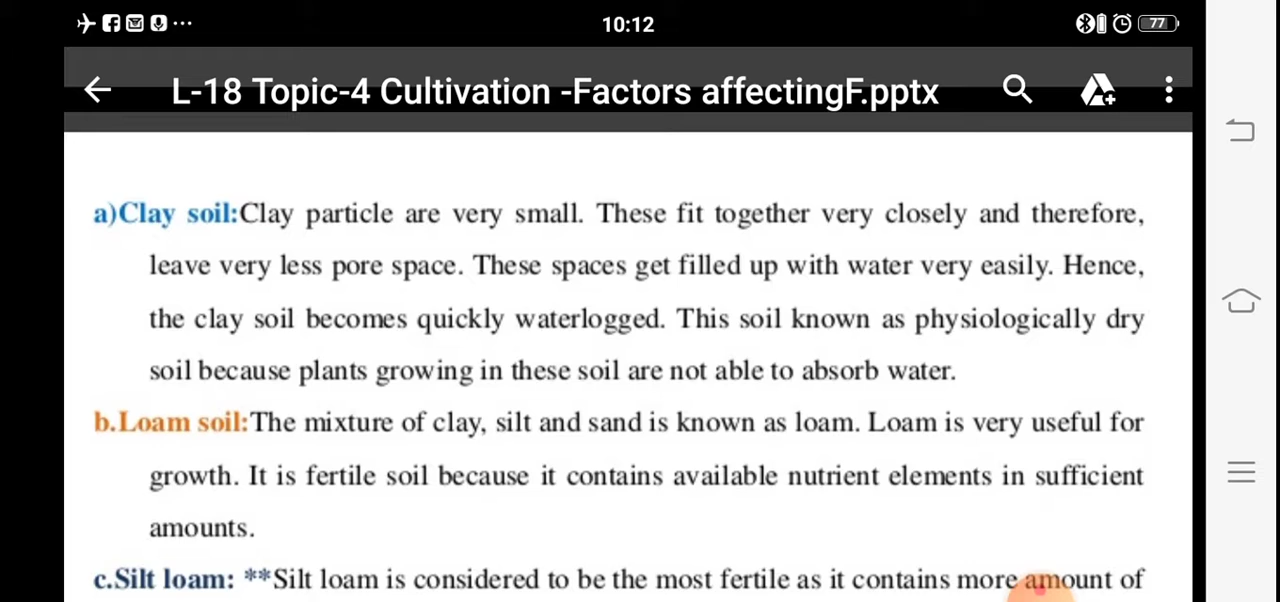 10:12
77
L-18 Topic-4 Cultivation -Factors affectingF.pptx
a)Clay soil:Clay particle are very small. These fit together very closely and therefore,
leave very less pore space. These spaces get filled up with water very easily. Hence,
the clay soil becomes quickly waterlogged. This soil known as physiologically dry
soil because plants growing in these soil are not able to absorb water.
b.Loam soil:The mixture of clay, silt and sand is known as loam. Loam is very useful for
growth. It is fertile soil because it contains available nutrient elements in sufficient
amounts.
c.Silt loam: **Silt loam is considered to be the most fertile as it contains more amount of